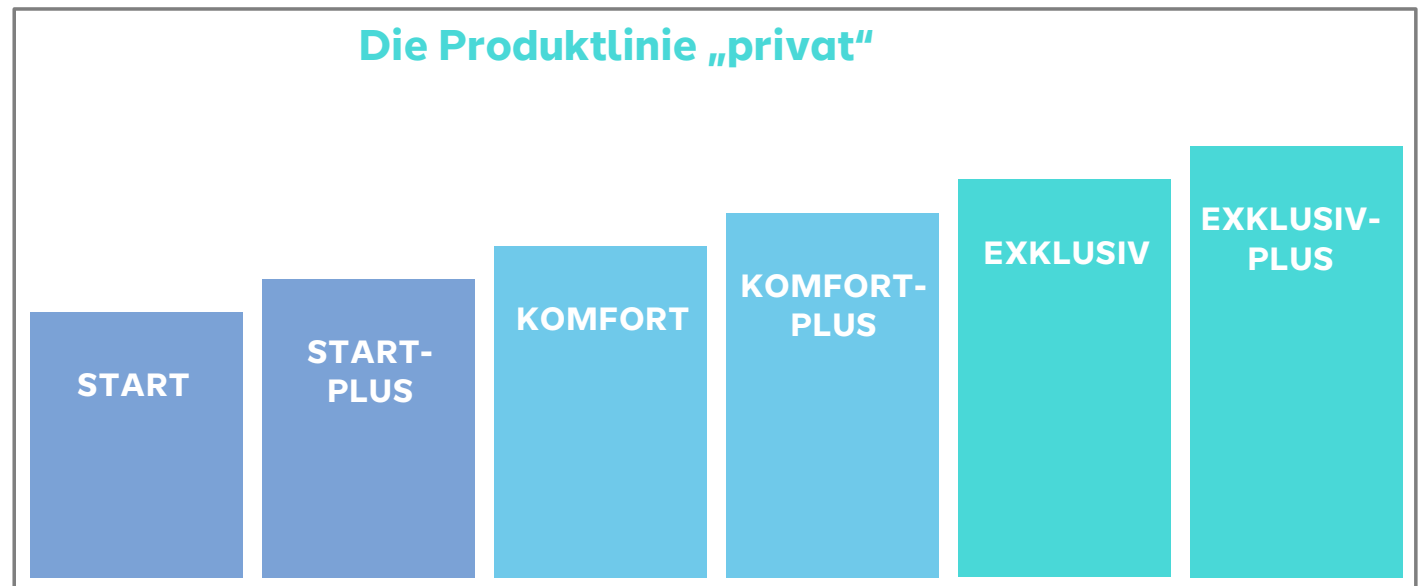 Die Produktlinie „privat“
START
START-
PLUS
KOMFORT
KOMFORT-
PLUS
EXKLUSIV
EXKLUSIV-
PLUS